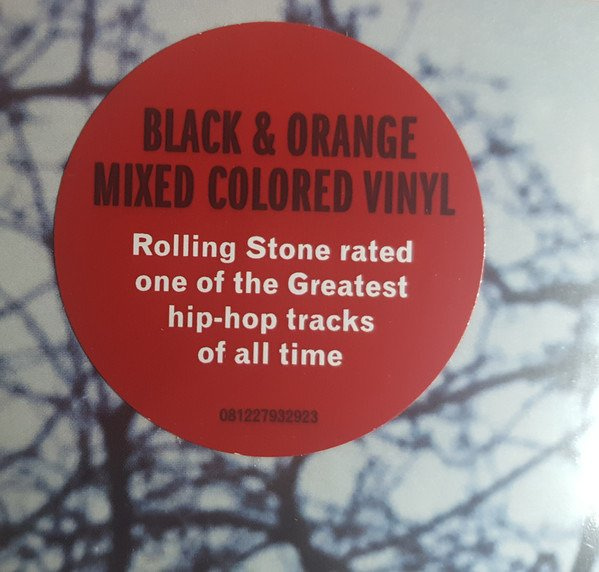 BLACK & ORANGE
MIXED COLORED VINYL
Rolling Stone rated
one of the Greatest
hip-hop tracks
of all time
081227932923